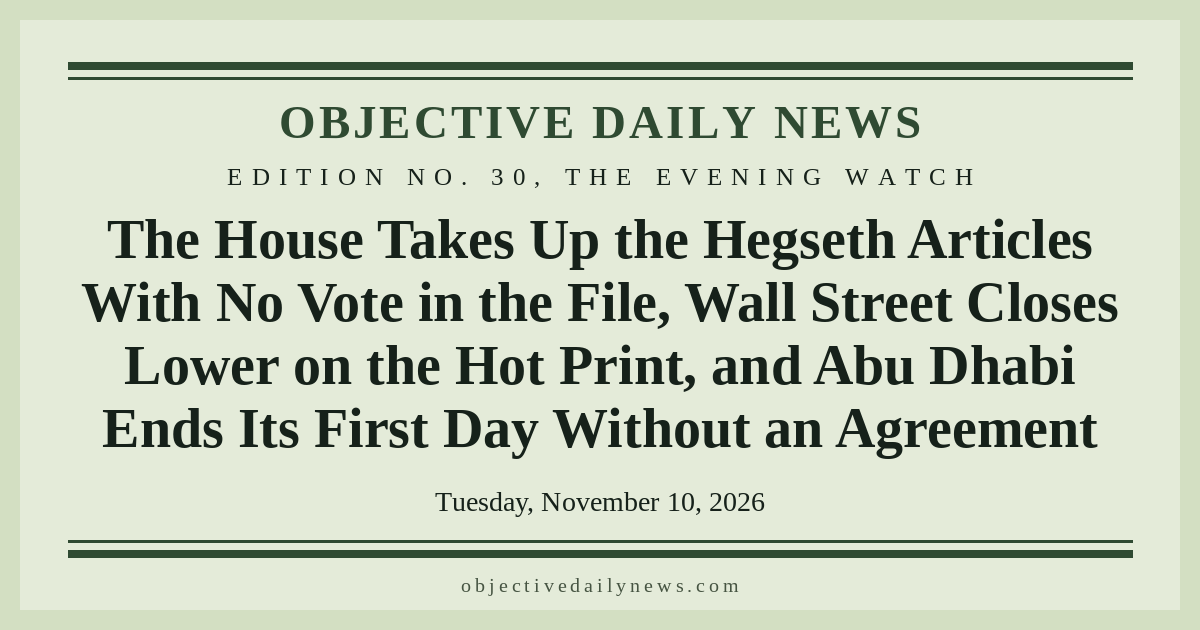 OBJECTIVE DAILY NEWS
EDITION NO. 30, THE EVENING WATCH
The House Takes Up the Hegseth Articles
With No Vote in the File, Wall Street Closes
Lower on the Hot Print, and Abu Dhabi
Ends Its First Day Without an Agreement
Tuesday, November 10, 2026
objectivedailynews.com